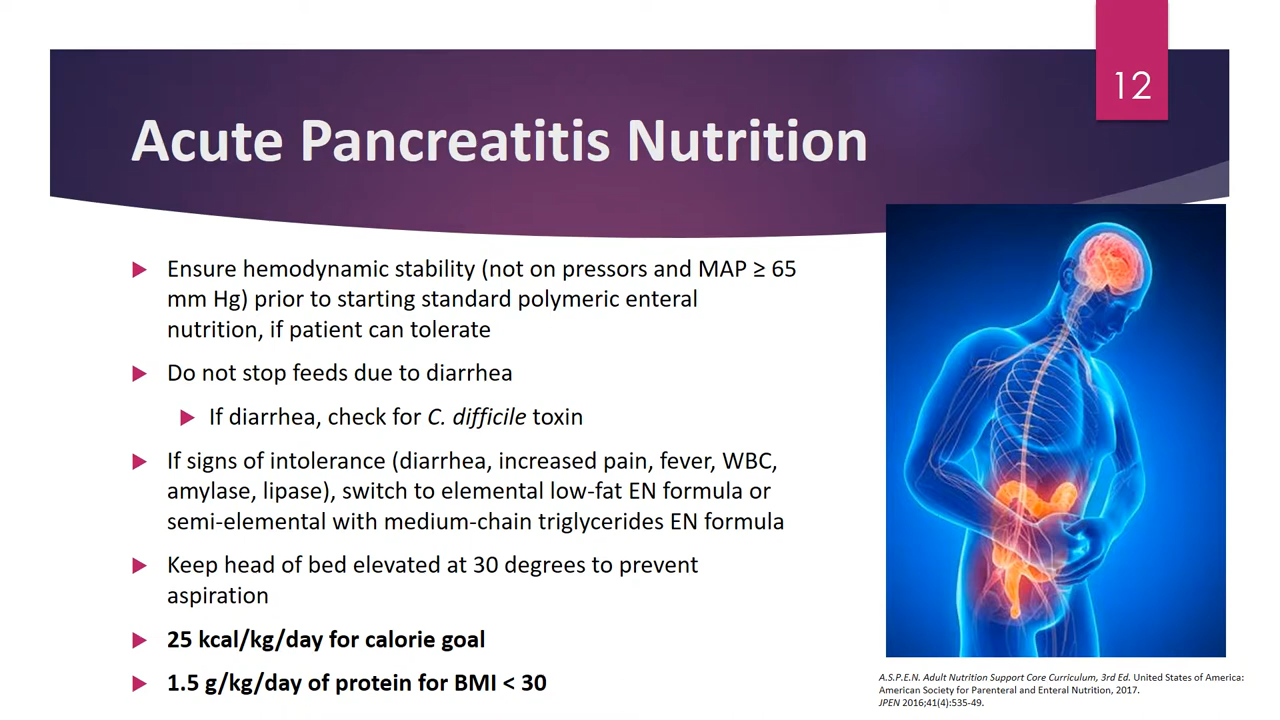 12
Acute Pancreatitis Nutrition
Ensure hemodynamic stability (not on pressors and MAP ≥ 65
mm Hg) prior to starting standard polymeric enteral
nutrition, if patient can tolerate
Do not stop feeds due to diarrhea
If diarrhea, check for C. difficile toxin
If signs of intolerance (diarrhea, increased pain, fever, WBC,
amylase, lipase), switch to elemental low-fat EN formula or
semi-elemental with medium-chain triglycerides EN formula
Keep head of bed elevated at 30 degrees to prevent
aspiration
25 kcal/kg/day for calorie goal
1.5 g/kg/day of protein for BMI < 30
A.S.P.E.N. Adult Nutrition Support Core Curriculum, 3rd Ed. United States of America:
American Society for Parenteral and Enteral Nutrition, 2017.
JPEN 2016;41(4):535-49.